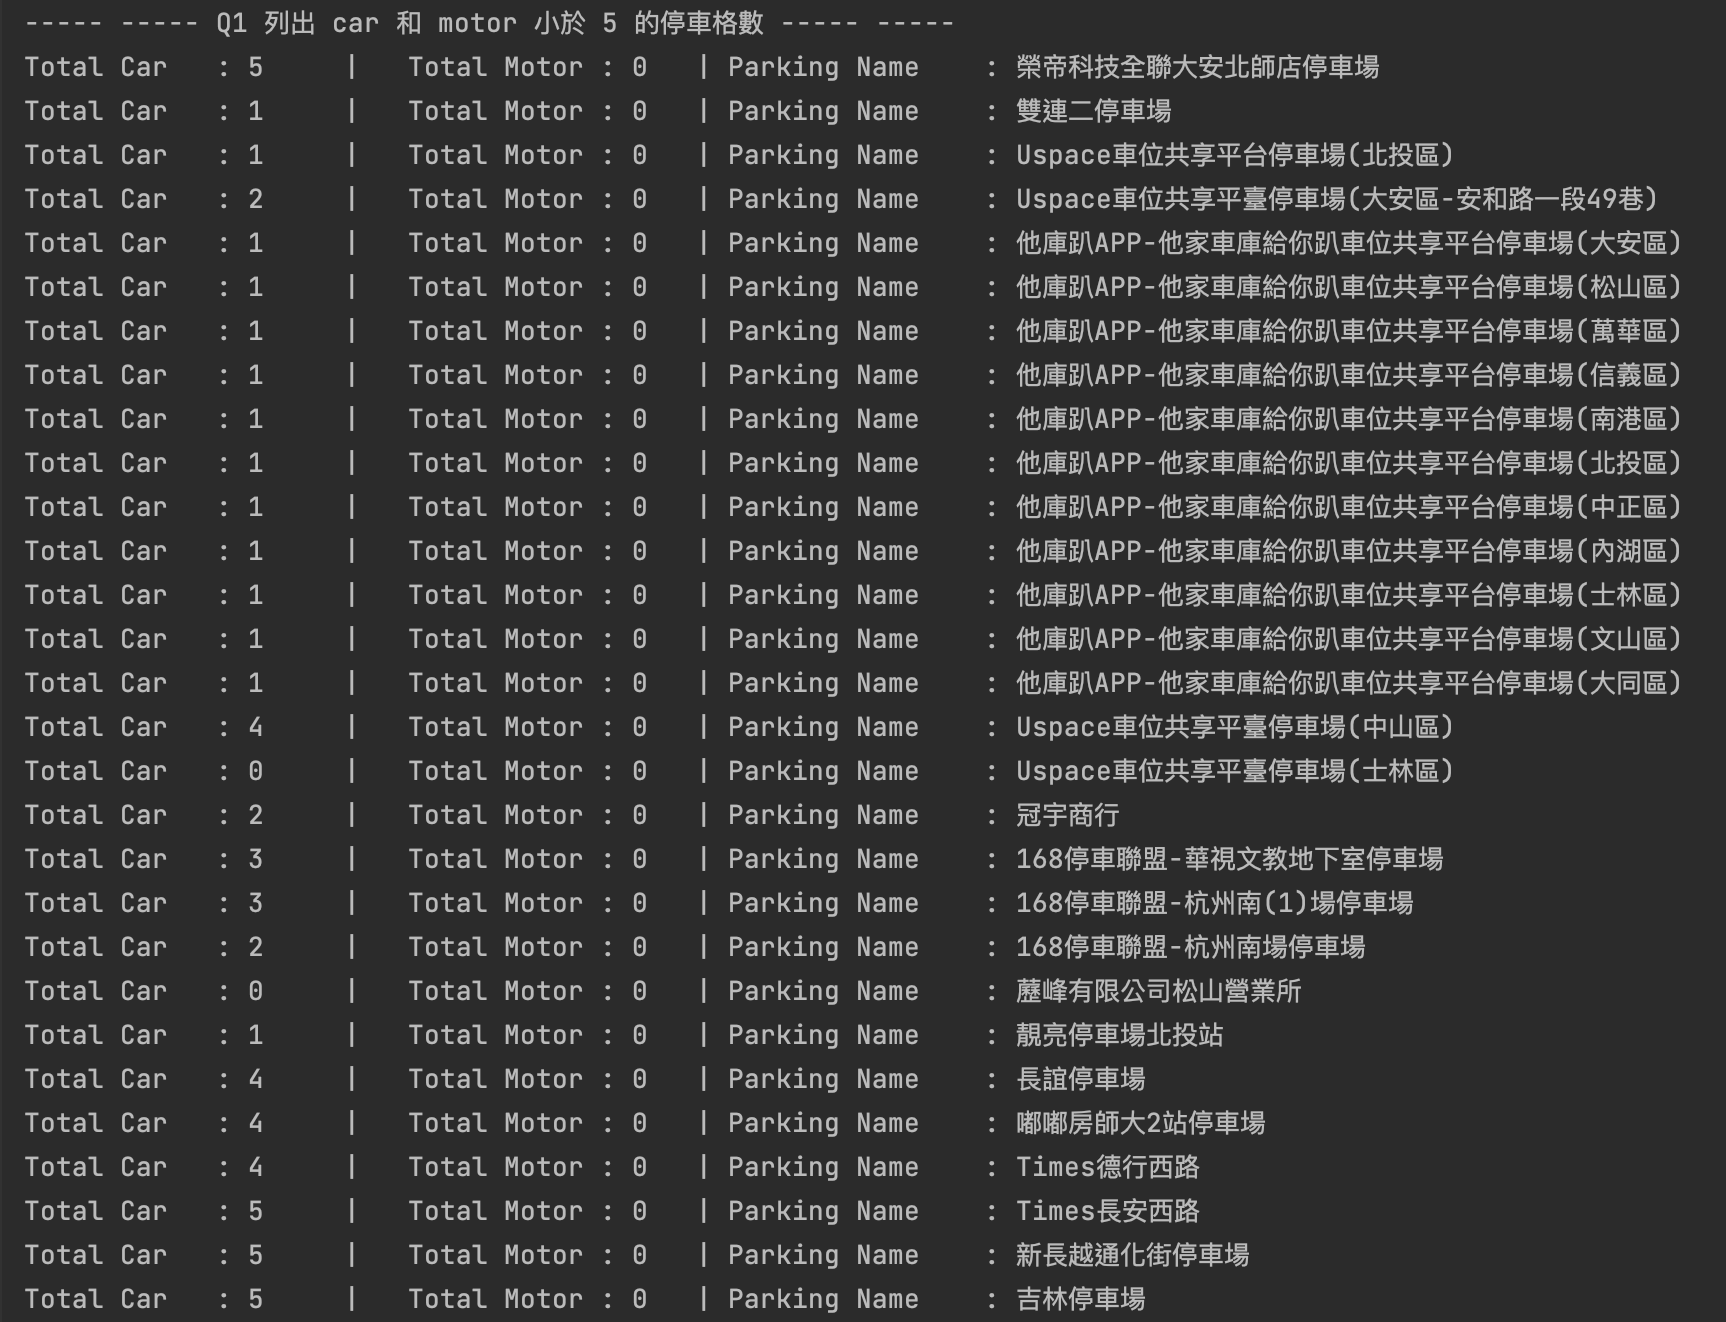 ----- ----- Q1 列出 car 和 motor 小於 5 的停車格數 ----- -----
Total Car   : 5     |   Total Motor : 0   | Parking Name    : 榮帝科技全聯大安北師店停車場
Total Car   : 1     |   Total Motor : 0   | Parking Name    : 雙連二停車場
Total Car   : 1     |   Total Motor : 0   | Parking Name    : Uspace車位共享平台停車場(北投區)
Total Car   : 2     |   Total Motor : 0   | Parking Name    : Uspace車位共享平臺停車場(大安區-安和路一段49巷)
Total Car   : 1     |   Total Motor : 0   | Parking Name    : 他庫趴APP-他家車庫給你趴車位共享平台停車場(大安區)
Total Car   : 1     |   Total Motor : 0   | Parking Name    : 他庫趴APP-他家車庫給你趴車位共享平台停車場(松山區)
Total Car   : 1     |   Total Motor : 0   | Parking Name    : 他庫趴APP-他家車庫給你趴車位共享平台停車場(萬華區)
Total Car   : 1     |   Total Motor : 0   | Parking Name    : 他庫趴APP-他家車庫給你趴車位共享平台停車場(信義區)
Total Car   : 1     |   Total Motor : 0   | Parking Name    : 他庫趴APP-他家車庫給你趴車位共享平台停車場(南港區)
Total Car   : 1     |   Total Motor : 0   | Parking Name    : 他庫趴APP-他家車庫給你趴車位共享平台停車場(北投區)
Total Car   : 1     |   Total Motor : 0   | Parking Name    : 他庫趴APP-他家車庫給你趴車位共享平台停車場(中正區)
Total Car   : 1     |   Total Motor : 0   | Parking Name    : 他庫趴APP-他家車庫給你趴車位共享平台停車場(內湖區)
Total Car   : 1     |   Total Motor : 0   | Parking Name    : 他庫趴APP-他家車庫給你趴車位共享平台停車場(士林區)
Total Car   : 1     |   Total Motor : 0   | Parking Name    : 他庫趴APP-他家車庫給你趴車位共享平台停車場(文山區)
Total Car   : 1     |   Total Motor : 0   | Parking Name    : 他庫趴APP-他家車庫給你趴車位共享平台停車場(大同區)
Total Car   : 4     |   Total Motor : 0   | Parking Name    : Uspace車位共享平臺停車場(中山區)
Total Car   : 0     |   Total Motor : 0   | Parking Name    : Uspace車位共享平臺停車場(士林區)
Total Car   : 2     |   Total Motor : 0   | Parking Name    : 冠宇商行
Total Car   : 3     |   Total Motor : 0   | Parking Name    : 168停車聯盟-華視文教地下室停車場
Total Car   : 3     |   Total Motor : 0   | Parking Name    : 168停車聯盟-杭州南(1)場停車場
Total Car   : 2     |   Total Motor : 0   | Parking Name    : 168停車聯盟-杭州南場停車場
Total Car   : 0     |   Total Motor : 0   | Parking Name    : 蘑峰有限公司松山營業所
Total Car   : 1     |   Total Motor : 0   | Parking Name    : 靚亮停車場北投站
Total Car   : 4     |   Total Motor : 0   | Parking Name    : 長誼停車場
Total Car   : 4     |   Total Motor : 0   | Parking Name    : 嘟嘟房師大2站停車場
Total Car   : 4     |   Total Motor : 0   | Parking Name    : Times德行西路
Total Car   : 5     |   Total Motor : 0   | Parking Name    : Times長安西路
Total Car   : 5     |   Total Motor : 0   | Parking Name    : 新長越通化街停車場
Total Car   : 5     |   Total Motor : 0   | Parking Name    : 吉林停車場